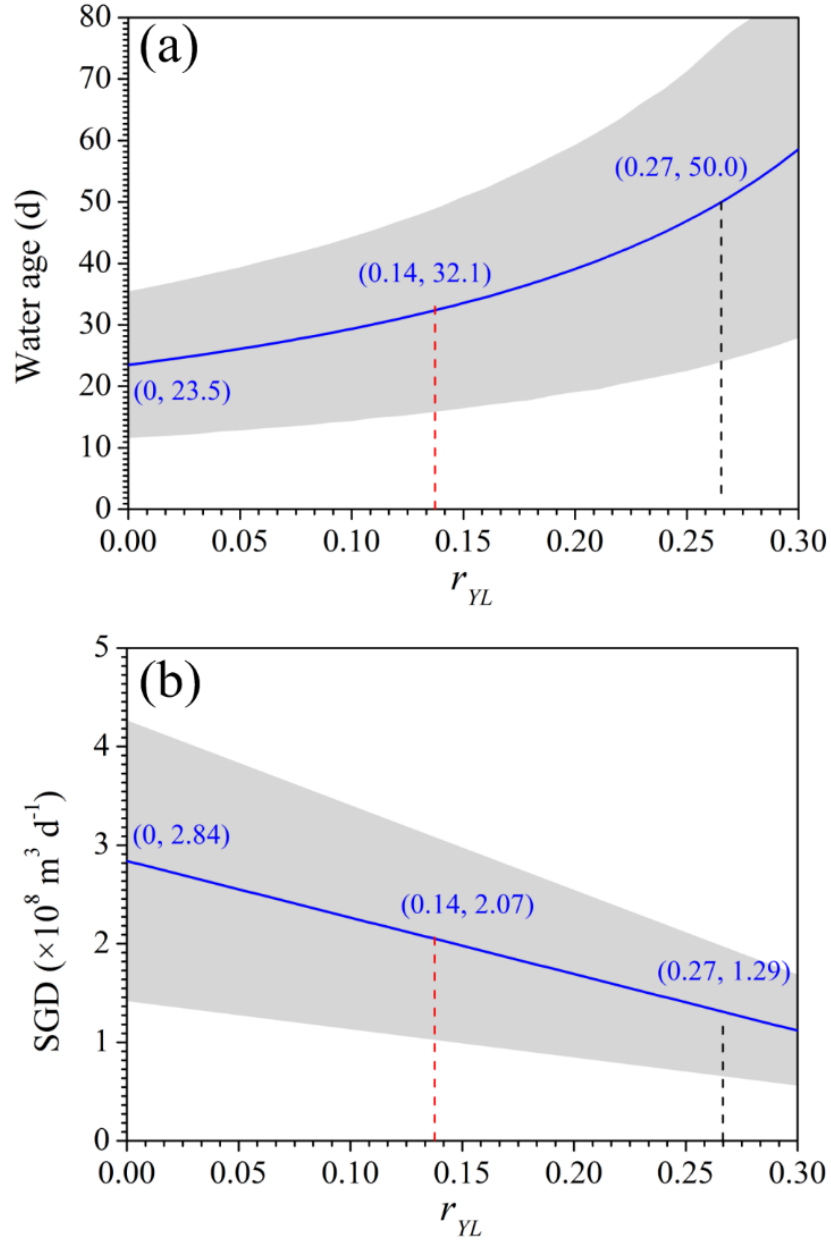 (a)
80
70
60
50
40
30
20
10
0
Water age (d)
(0.27, 50.0)
(0.14, 32.1)
(0, 23.5)
0.00 0.05 0.10 0.15 0.20 0.25 0.30
r_YL
(b)
5
4
3
2
1
0
SGD (×10⁸ m³ d⁻¹)
(0, 2.84)
(0.14, 2.07)
(0.27, 1.29)
0.00 0.05 0.10 0.15 0.20 0.25 0.30
r_YL